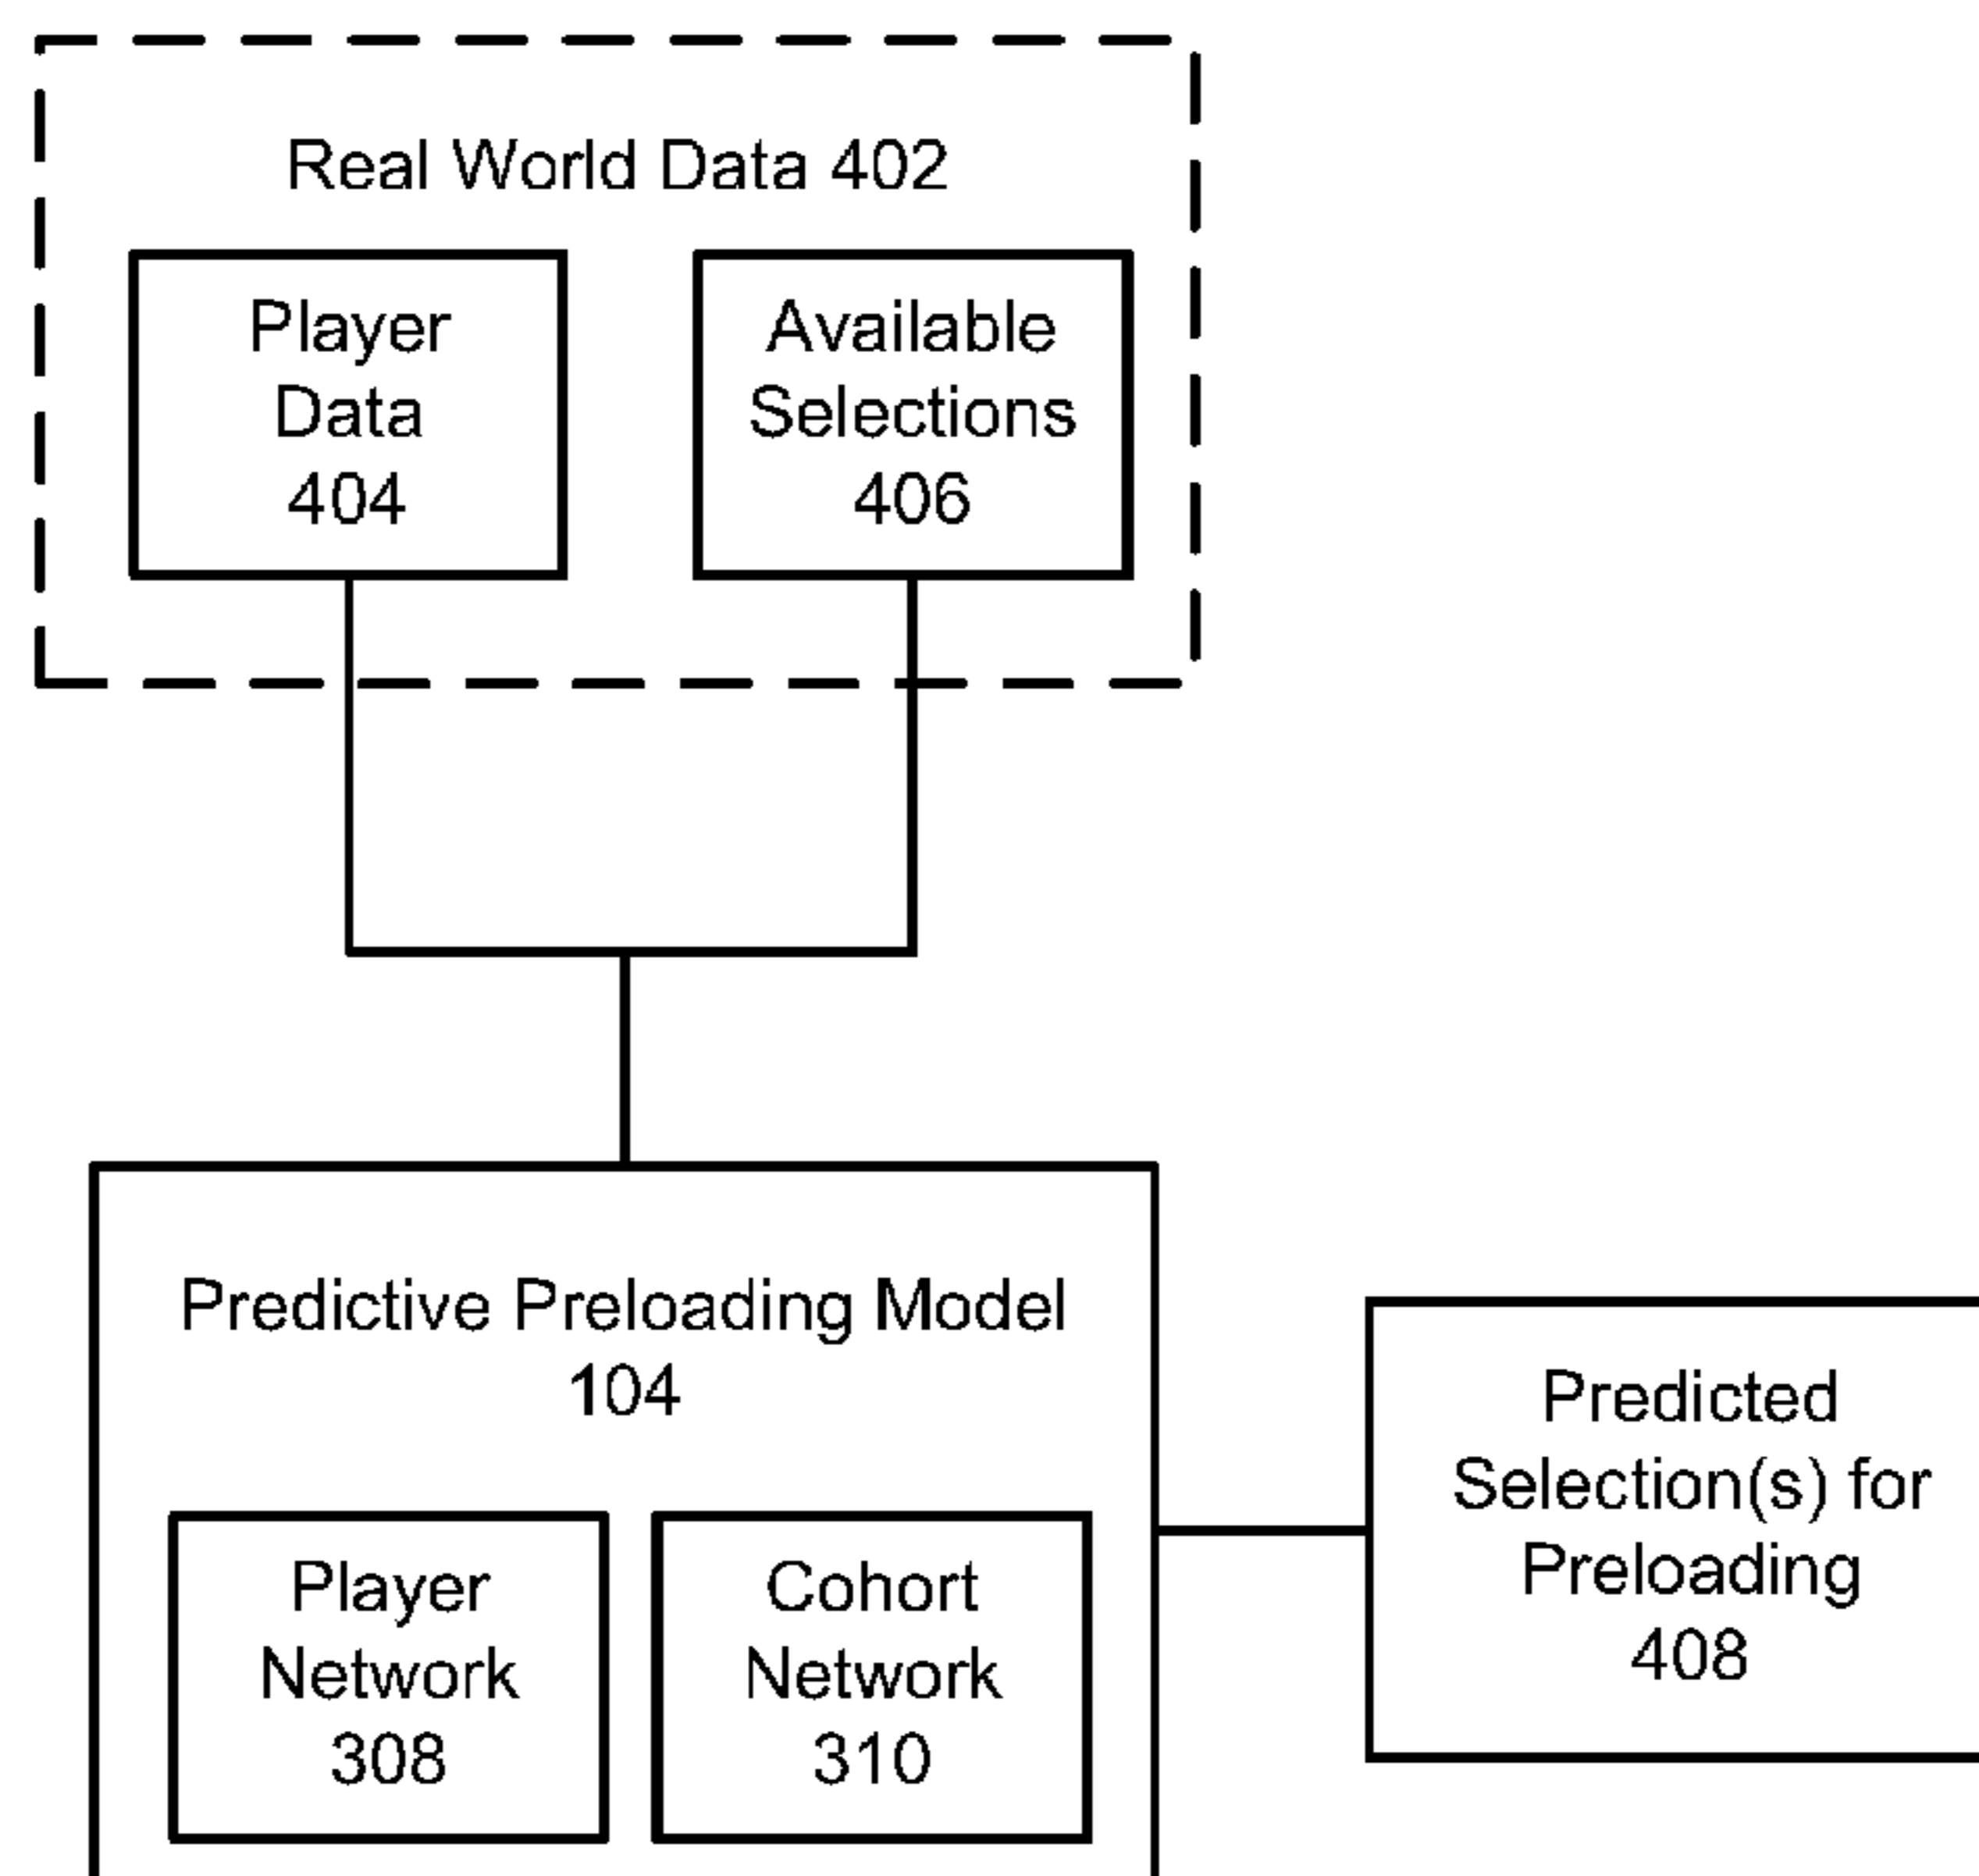 Real World Data 402
Player
Data
404
Available
Selections
406
Predictive Preloading Model
104
Player
Network
308
Cohort
Network
310
Predicted
Selection(s) for
Preloading
408